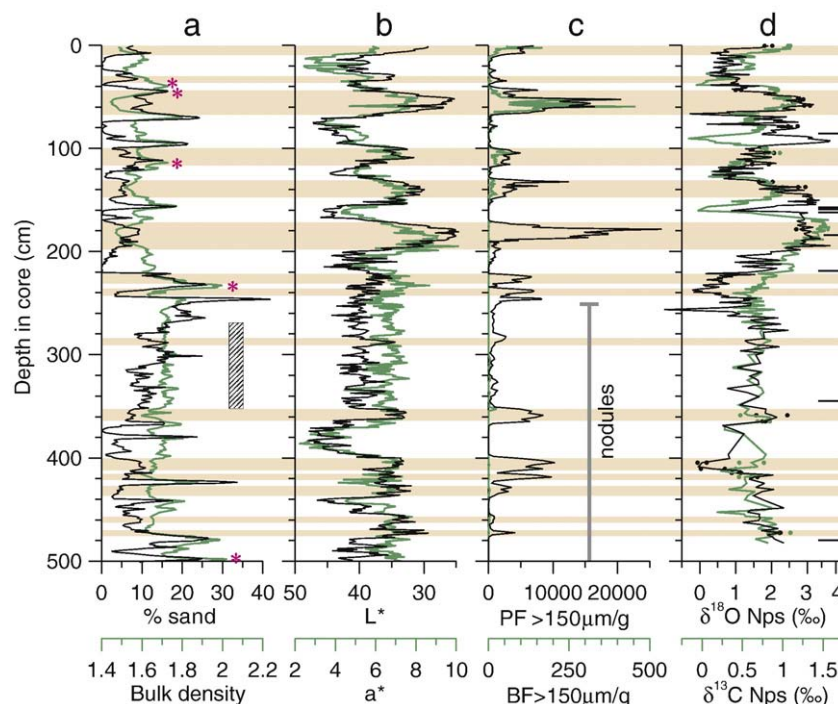 a b c d
0
100
200
300
400
500
Depth in core (cm)
nodules
0 10 20 30 40
50 40 30
0 10000 20000
0 1 2 3 4
% sand
L*
PF >150µm/g
δ¹⁸O Nps (‰)
1.4 1.6 1.8 2 2.2
2 4 6 8 10
0 250 500
0 0.5 1 1.5
Bulk density
a*
BF>150µm/g
δ¹³C Nps (‰)